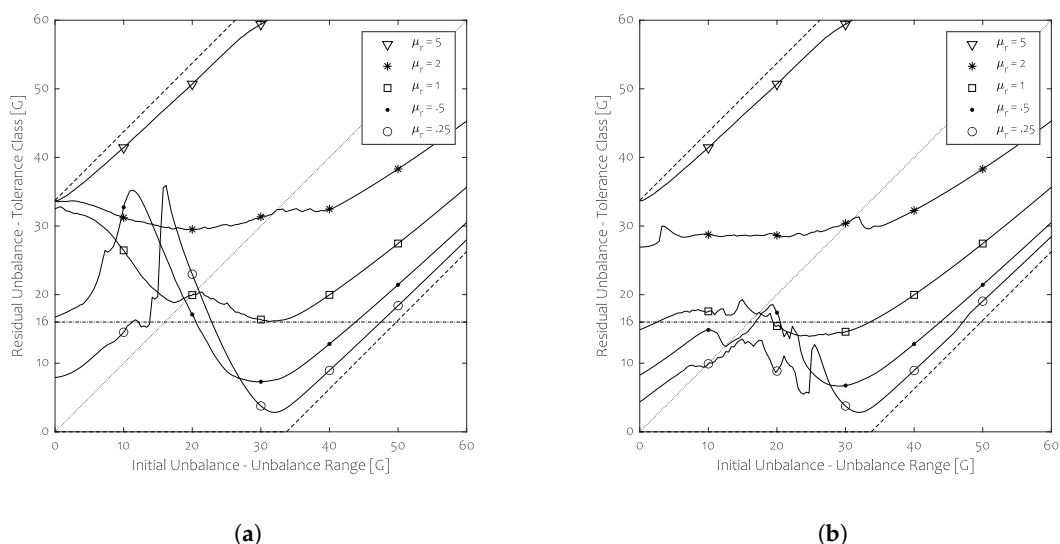 60
50
40
30
20
16
10
0
0 10 20 30 40 50 60
Residual Unbalance - Tolerance Class [G]
Initial Unbalance - Unbalance Range [G]
μr = 5
μr = 2
μr = 1
μr = .5
μr = .25
(a)
60
50
40
30
20
16
10
0
0 10 20 30 40 50 60
Residual Unbalance - Tolerance Class [G]
Initial Unbalance - Unbalance Range [G]
μr = 5
μr = 2
μr = 1
μr = .5
μr = .25
(b)